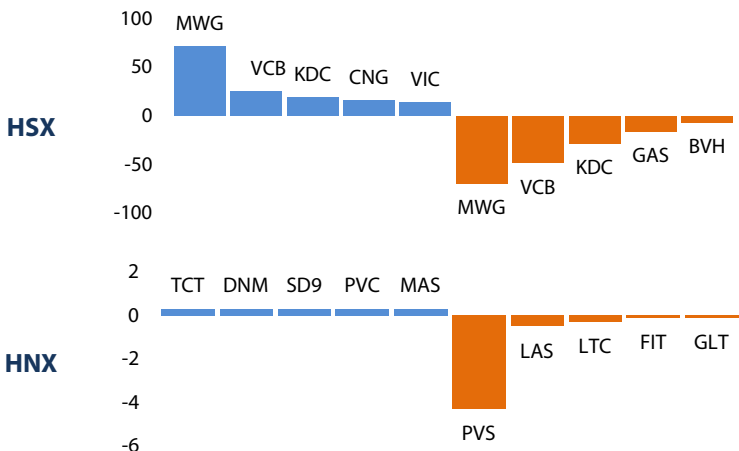 100
MWG
50
VCB KDC CNG VIC
HSX
0
-50
MWG VCB KDC GAS BVH
-100
2
TCT DNM SD9 PVC MAS
0
HNX
-2
LAS LTC FIT GLT
-4
PVS
-6